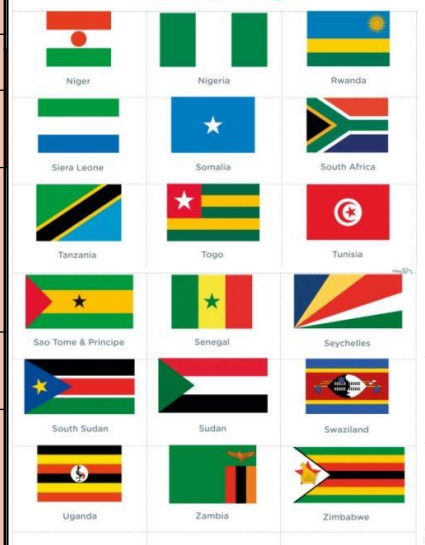 Niger Nigeria Rwanda
Siera Leone Somalia South Africa
Tanzania Togo Tunisia
Sao Tome & Principe Senegal Seychelles
South Sudan Sudan Swaziland
Uganda Zambia Zimbabwe